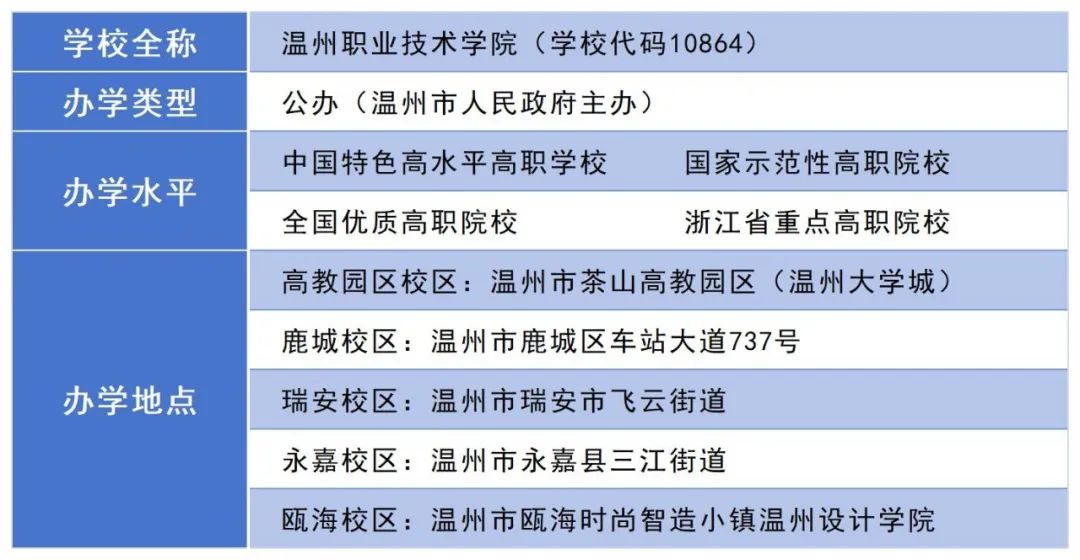 学校全称
温州职业技术学院（学校代码10864）
办学类型
公办（温州市人民政府主办）
办学水平
中国特色高水平高职学校 国家示范性高职院校
全国优质高职院校 浙江省重点高职院校
办学地点
高教园区校区：温州市茶山高教园区（温州大学城）
鹿城校区：温州市鹿城区车站大道737号
瑞安校区：温州市瑞安市飞云街道
永嘉校区：温州市永嘉县三江街道
瓯海校区：温州市瓯海时尚智造小镇温州设计学院